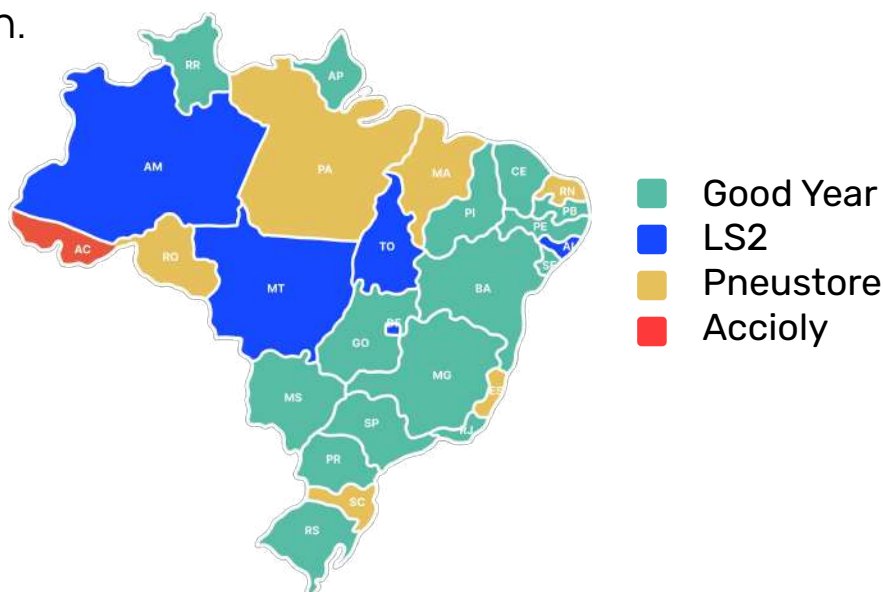 n.
RR
AP
AM
PA
MA
CE
RN
PB
PI
PE
AL
SE
AC
RO
TO
MT
BA
DF
GO
MG
ES
MS
SP
RJ
PR
SC
RS
Good Year
LS2
Pneustore
Accioly